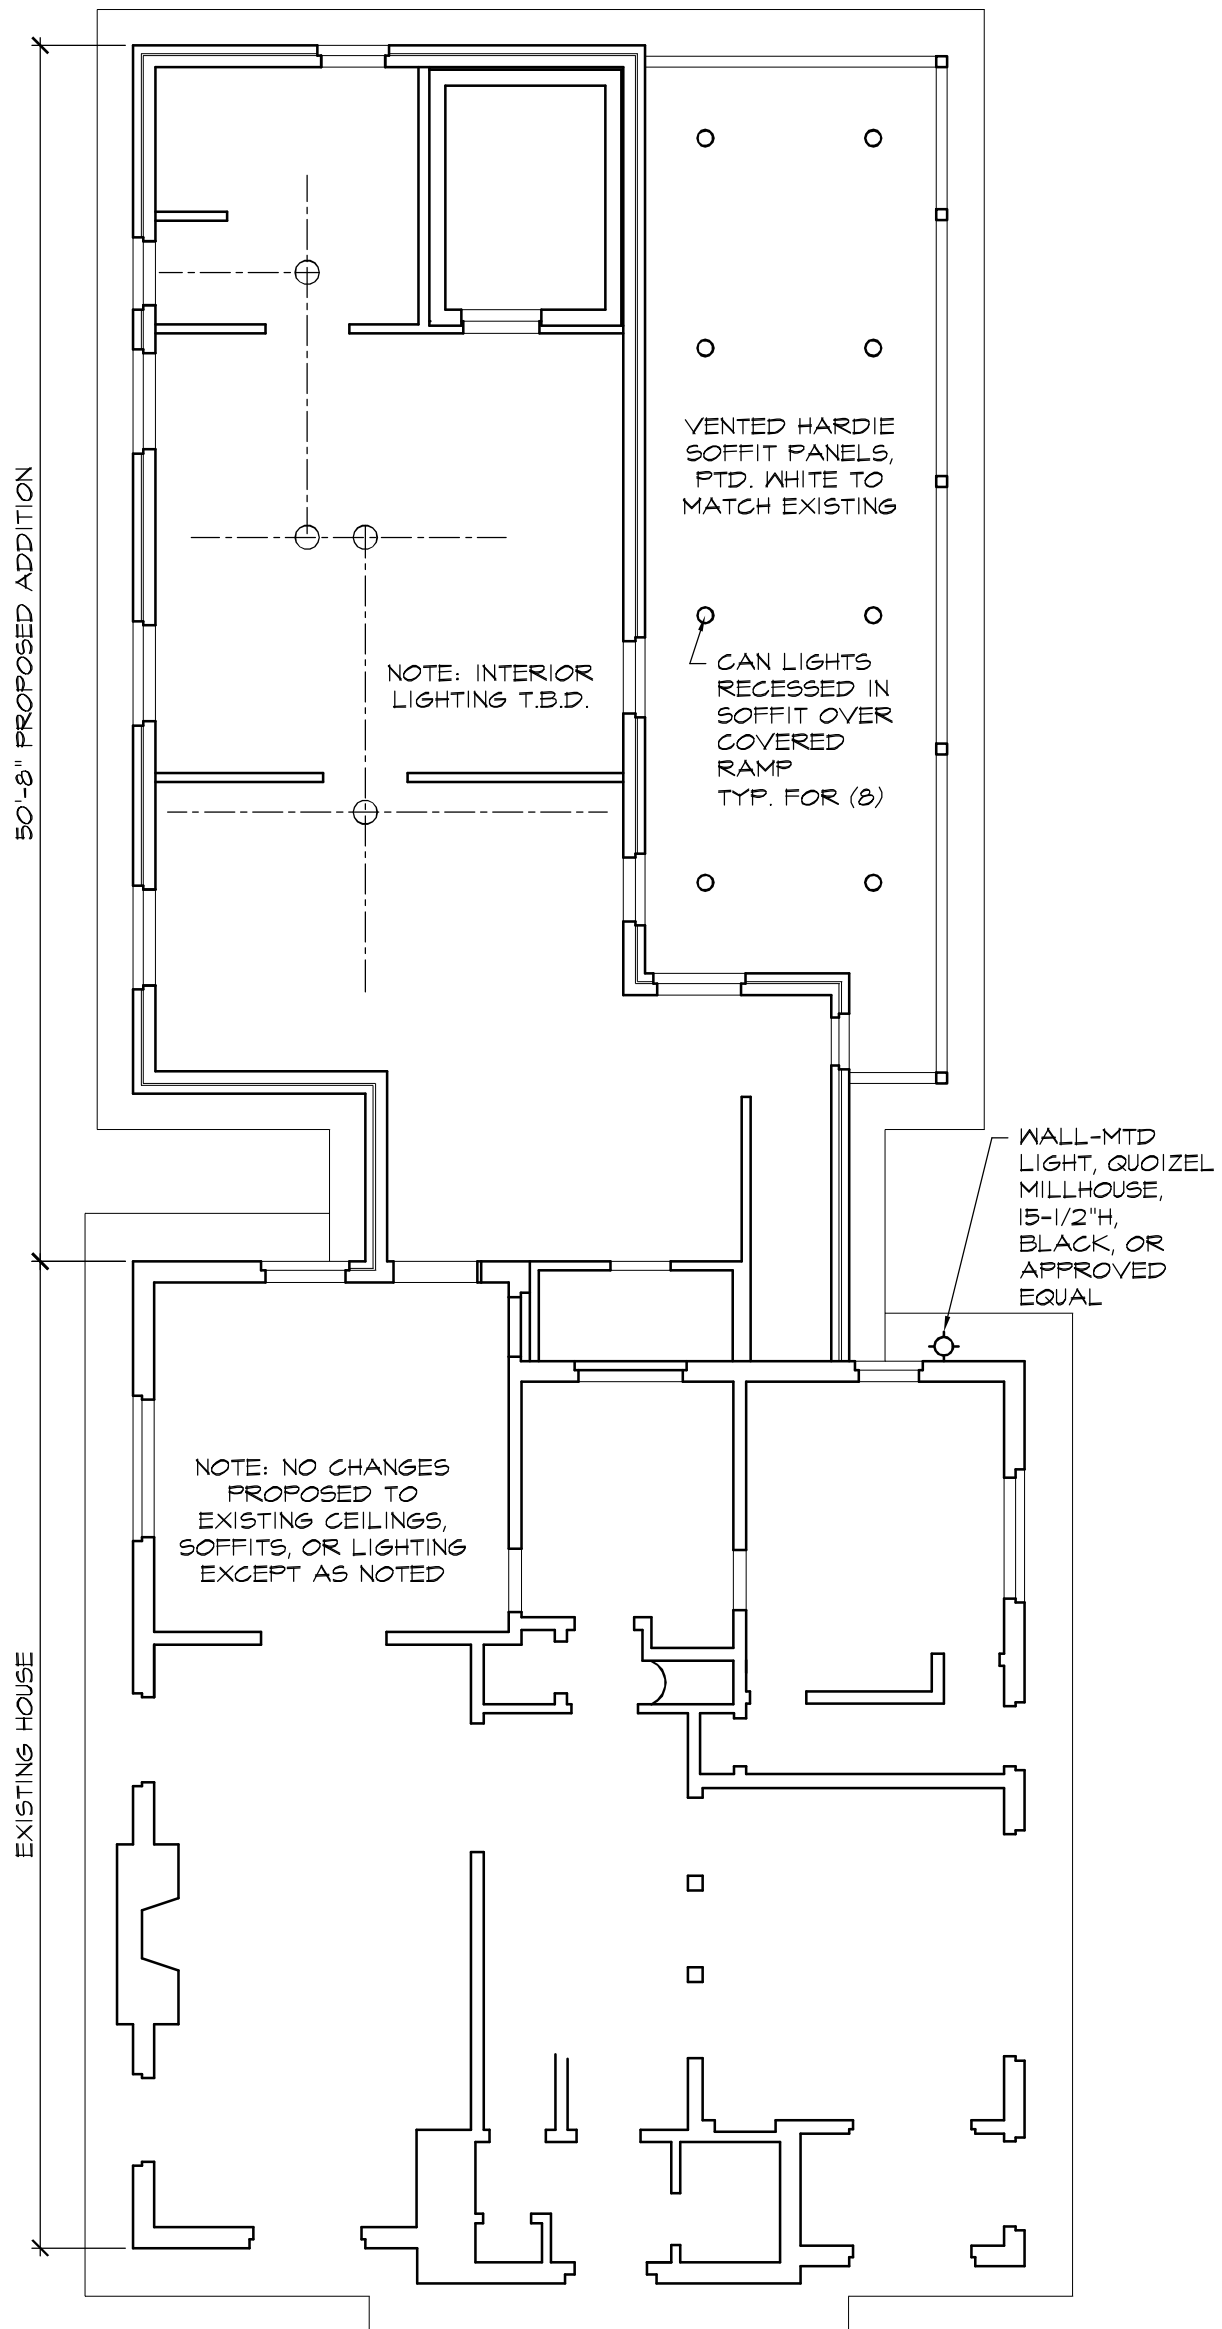 VENTED HARDIE
SOFFIT PANELS,
PTD. WHITE TO
MATCH EXISTING
50'-8" PROPOSED ADDITION
NOTE: INTERIOR
LIGHTING T.B.D.
CAN LIGHTS
RECESSED IN
SOFFIT OVER
COVERED
RAMP
TYP. FOR (8)
WALL-MTD
LIGHT, QUOIZEL
MILLHOUSE,
15-1/2"H,
BLACK, OR
APPROVED
EQUAL
NOTE: NO CHANGES
PROPOSED TO
EXISTING CEILINGS,
SOFFITS, OR LIGHTING
EXCEPT AS NOTED
EXISTING HOUSE